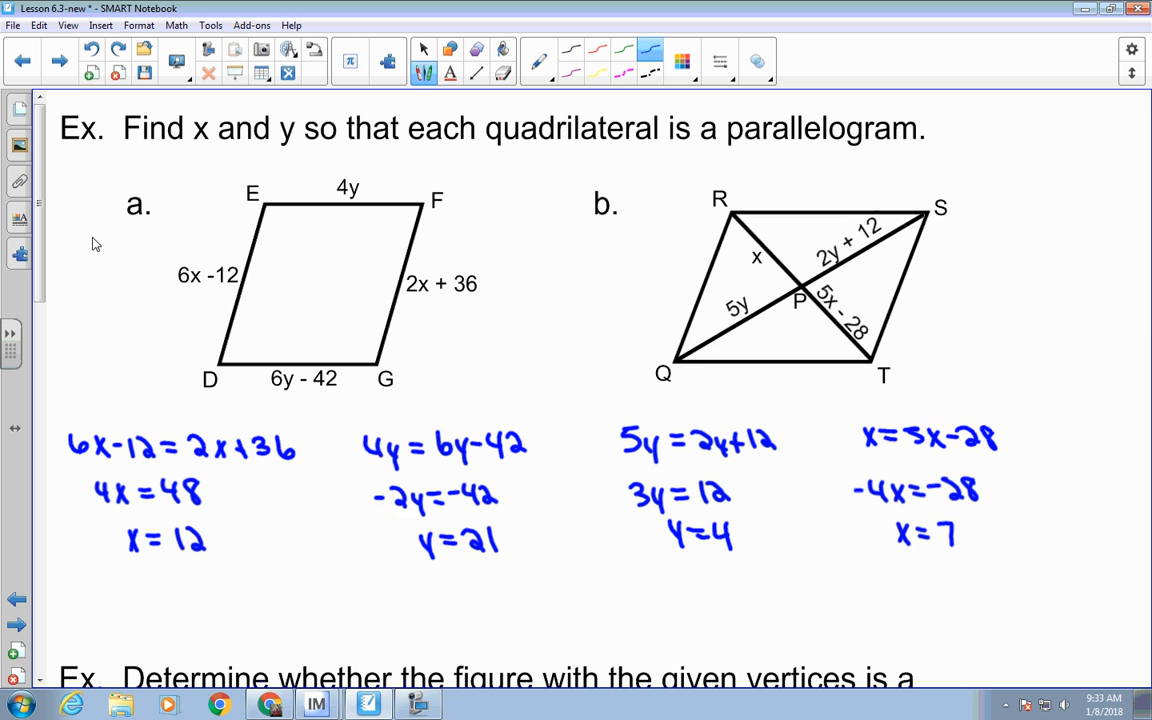 Lesson 6.3-new * - SMART Notebook
File Edit View Insert Format Math Tools Add-ons Help
Ex. Find x and y so that each quadrilateral is a parallelogram.
a.
E
4y
F
6x -12
2x + 36
D
6y - 42
G
b.
R
S
x
2y + 12
P
5y
5x - 28
Q
T
6x-12=2x+36
4x=48
x=12
4y=6y-42
-2y=-42
y=21
5y=2y+12
3y=12
y=4
x=5x-28
-4x=-28
x=7
Ex. Determine whether the figure with the given vertices is a
IM
9:33 AM
1/8/2018